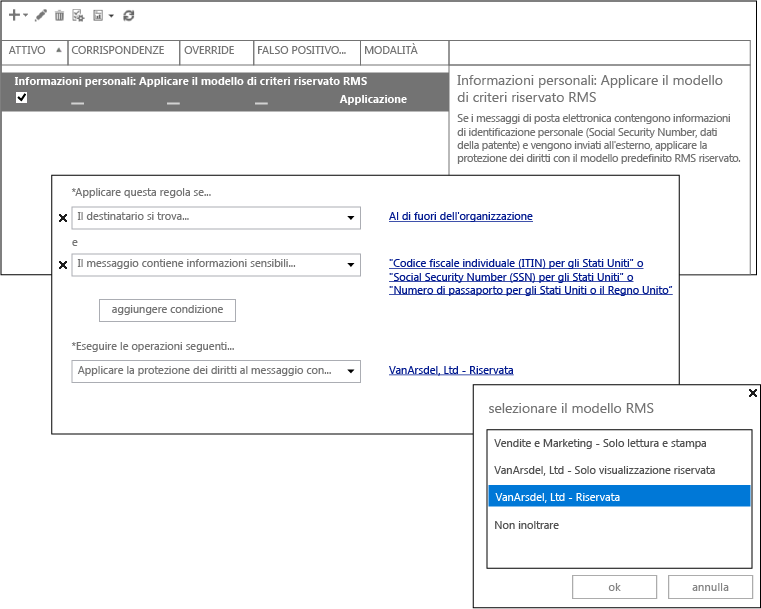 ATTIVO CORRISPONDENZE OVERRIDE FALSO POSITIVO... MODALITÀ
Informazioni personali: Applicare il modello di criteri riservato RMS
Applicazione
Informazioni personali: Applicare il modello
di criteri riservato RMS
Se i messaggi di posta elettronica contengono informazioni
di identificazione personale (Social Security Number, dati
della patente) e vengono inviati all'esterno, applicare la
protezione dei diritti con il modello predefinito RMS riservato.
*Applicare questa regola se...
Il destinatario si trova...
Al di fuori dell'organizzazione
e
Il messaggio contiene informazioni sensibili...
"Codice fiscale individuale (ITIN) per gli Stati Uniti" o
"Social Security Number (SSN) per gli Stati Uniti" o
"Numero di passaporto per gli Stati Uniti o il Regno Unito"
aggiungere condizione
*Eseguire le operazioni seguenti...
Applicare la protezione dei diritti al messaggio con...
VanArsdel, Ltd - Riservata
selezionare il modello RMS
Vendite e Marketing - Solo lettura e stampa
VanArsdel, Ltd - Solo visualizzazione riservata
VanArsdel, Ltd - Riservata
Non inoltrare
ok
annulla